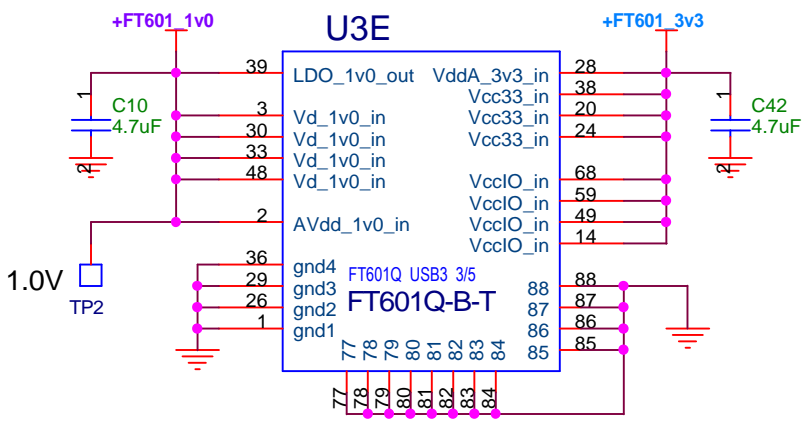 +FT601_1v0
U3E
+FT601_3v3
39 LDO_1v0_out VddA_3v3_in 28
Vcc33_in 38
3 Vd_1v0_in Vcc33_in 20
30 Vd_1v0_in Vcc33_in 24
33 Vd_1v0_in
48 Vd_1v0_in VccIO_in 68
VccIO_in 59
2 AVdd_1v0_in VccIO_in 49
VccIO_in 14
1 C10
4.7uF
2
1 C42
4.7uF
2
36 gnd4
29 gnd3
26 gnd2
1 gnd1
FT601Q USB3 3/5
FT601Q-B-T
88 88
87 87
86 86
85 85
1.0V
TP2
77 78 79 80 81 82 83 84
77 78 79 80 81 82 83 84